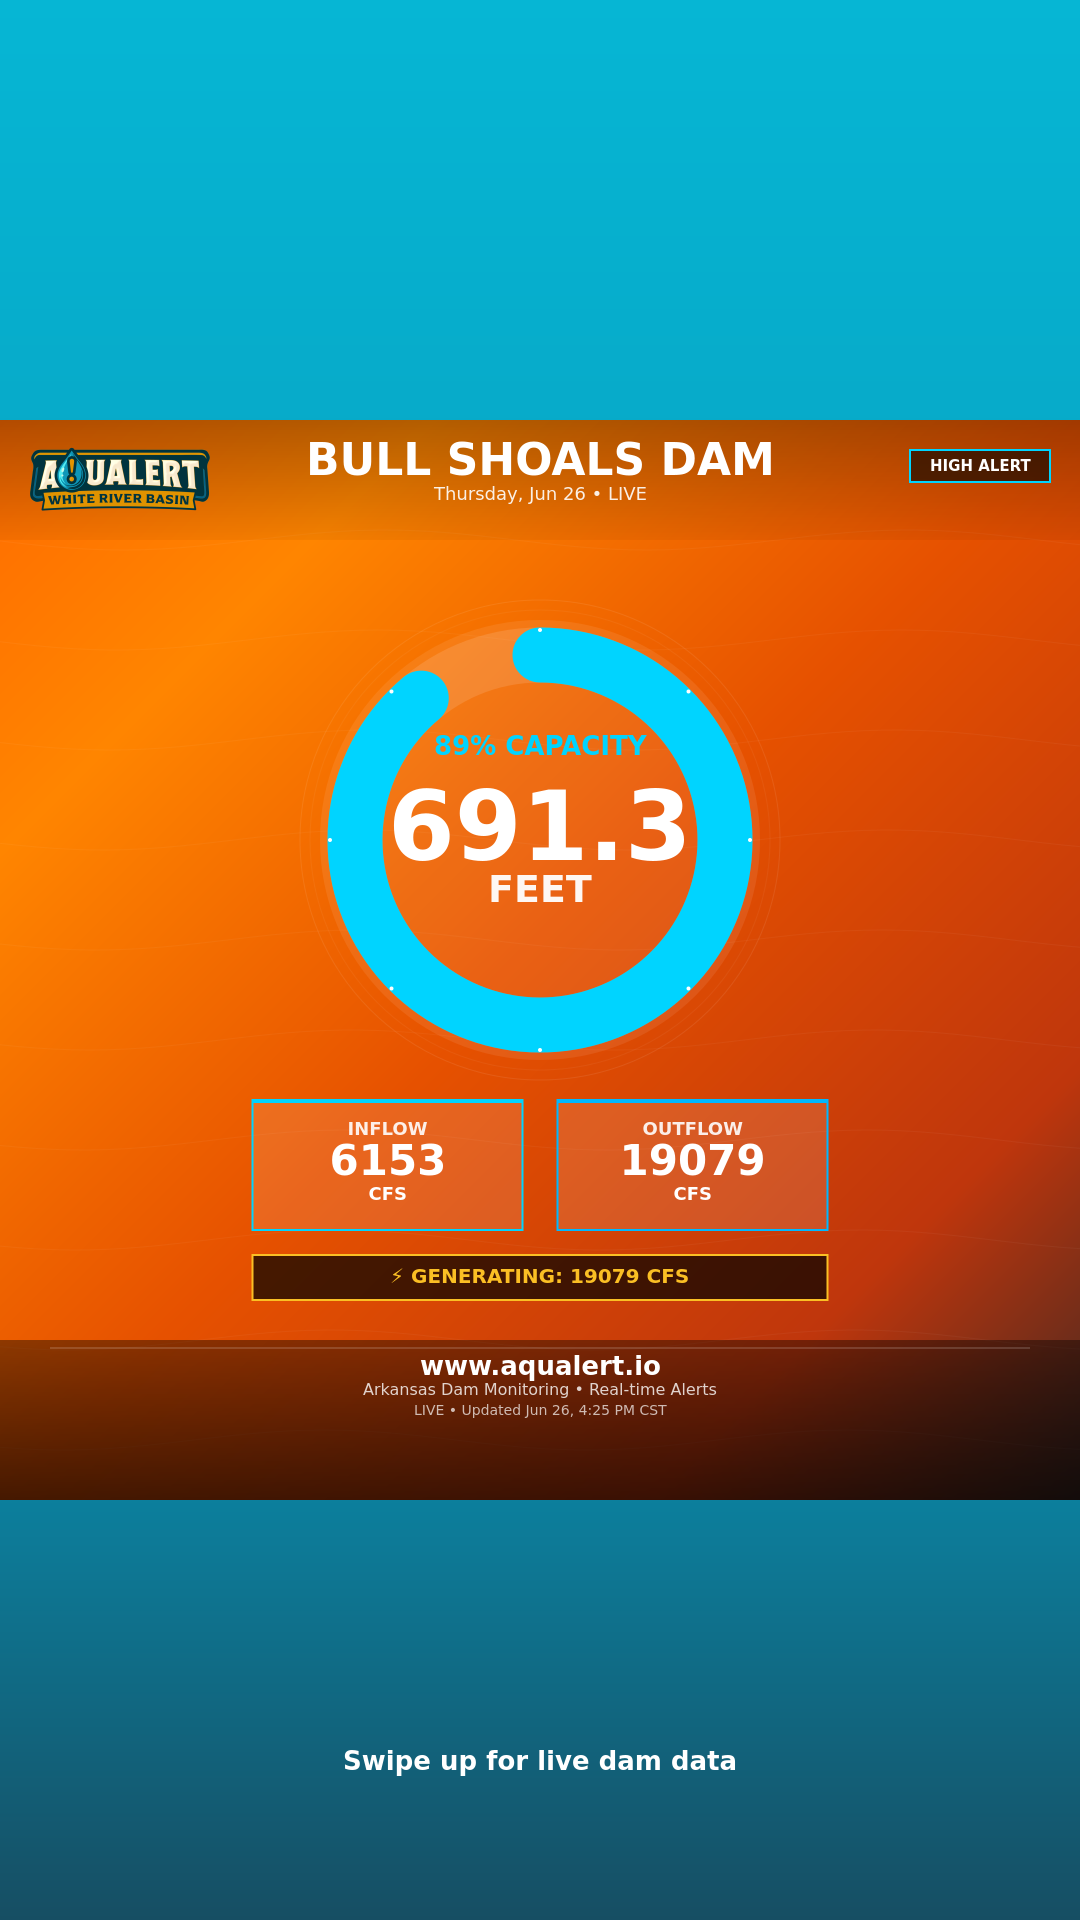 AQUALERT
WHITE RIVER BASIN
BULL SHOALS DAM
Thursday, Jun 26 • LIVE
HIGH ALERT
89% CAPACITY
691.3
FEET
INFLOW
6153
CFS
OUTFLOW
19079
CFS
⚡ GENERATING: 19079 CFS
www.aqualert.io
Arkansas Dam Monitoring • Real-time Alerts
LIVE • Updated Jun 26, 4:25 PM CST
Swipe up for live dam data